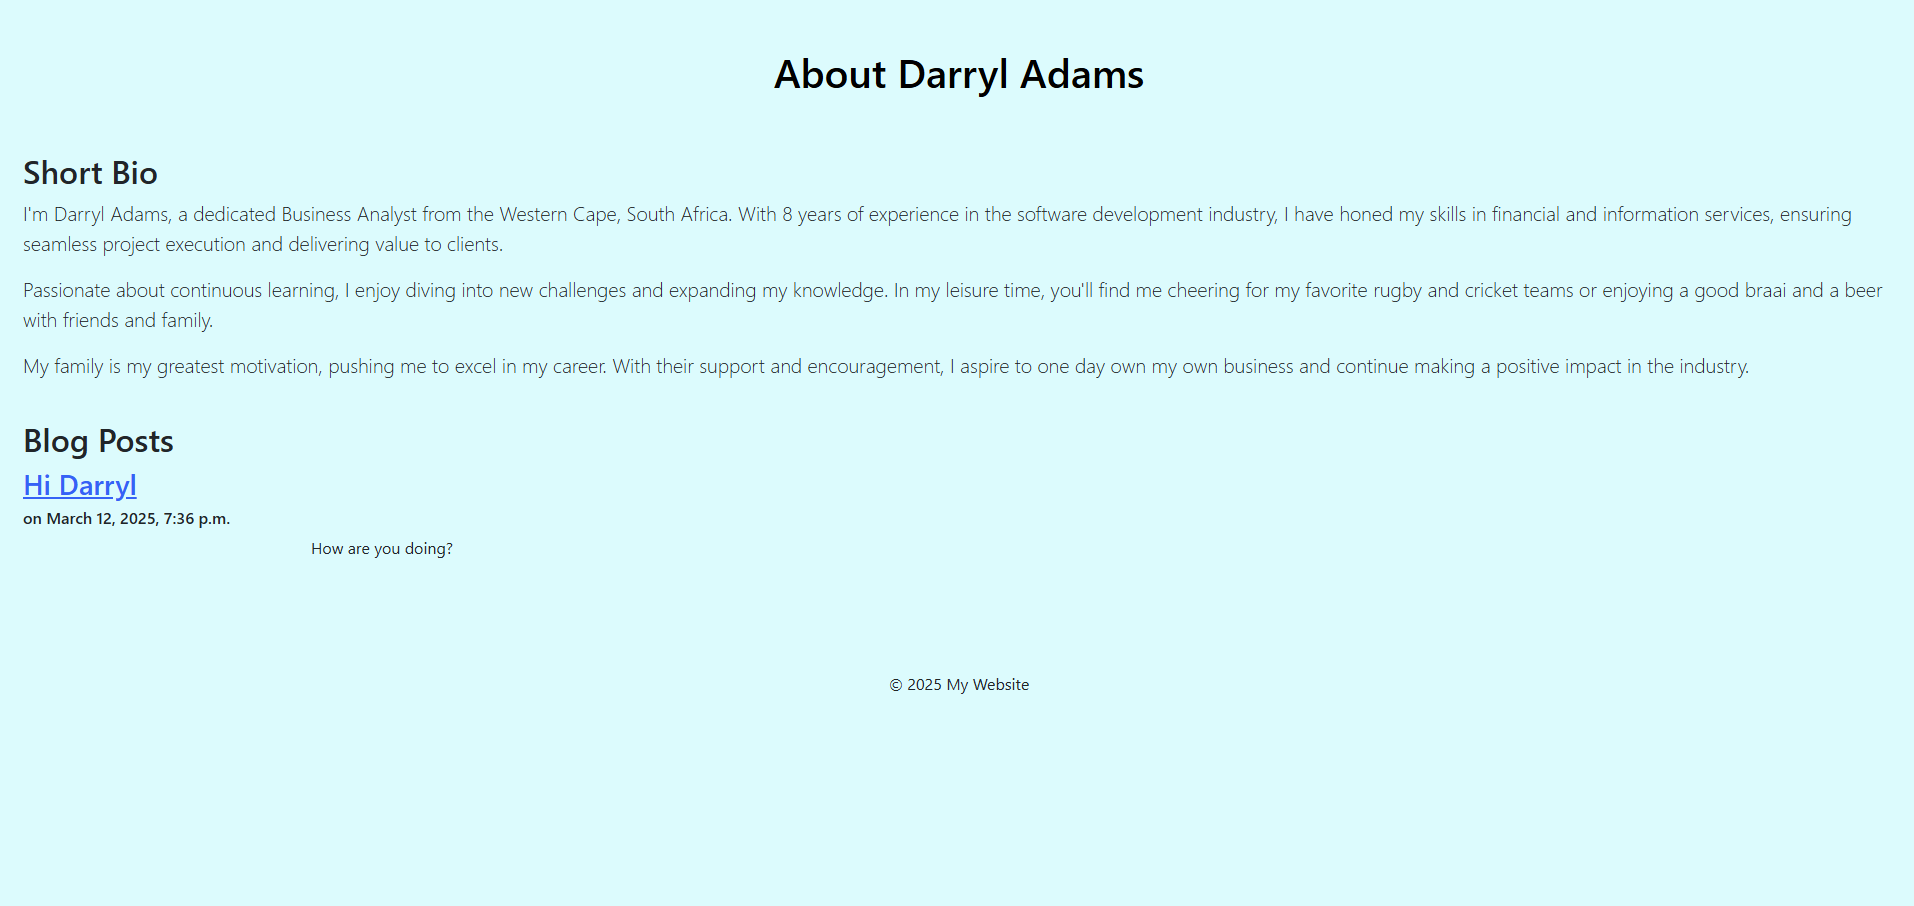 About Darryl Adams
Short Bio
I'm Darryl Adams, a dedicated Business Analyst from the Western Cape, South Africa. With 8 years of experience in the software development industry, I have honed my skills in financial and information services, ensuring
seamless project execution and delivering value to clients.
Passionate about continuous learning, I enjoy diving into new challenges and expanding my knowledge. In my leisure time, you'll find me cheering for my favorite rugby and cricket teams or enjoying a good braai and a beer
with friends and family.
My family is my greatest motivation, pushing me to excel in my career. With their support and encouragement, I aspire to one day own my own business and continue making a positive impact in the industry.
Blog Posts
Hi Darryl
on March 12, 2025, 7:36 p.m.
How are you doing?
© 2025 My Website